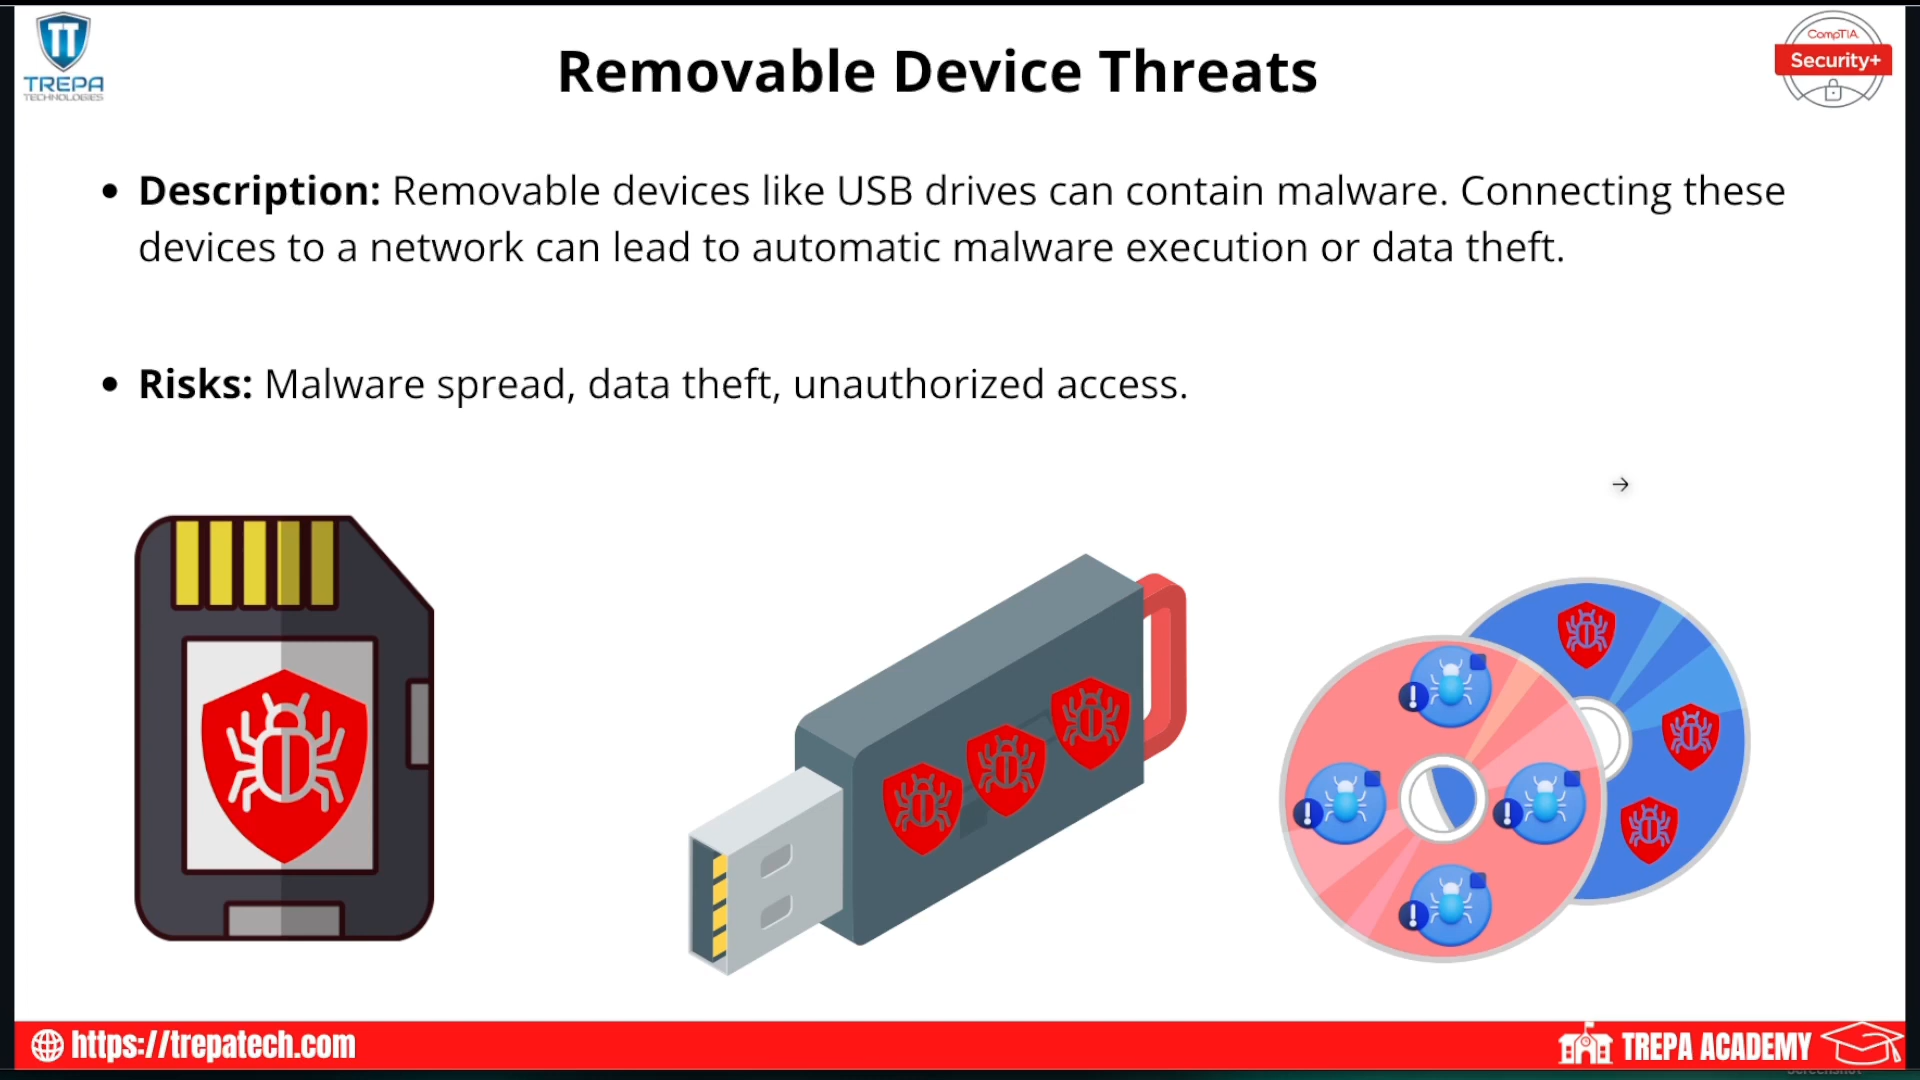 TREPA
TECHNOLOGIES
Removable Device Threats
CompTIA
Security+
• Description: Removable devices like USB drives can contain malware. Connecting these
devices to a network can lead to automatic malware execution or data theft.
• Risks: Malware spread, data theft, unauthorized access.
https://trepatech.com
TREPA ACADEMY